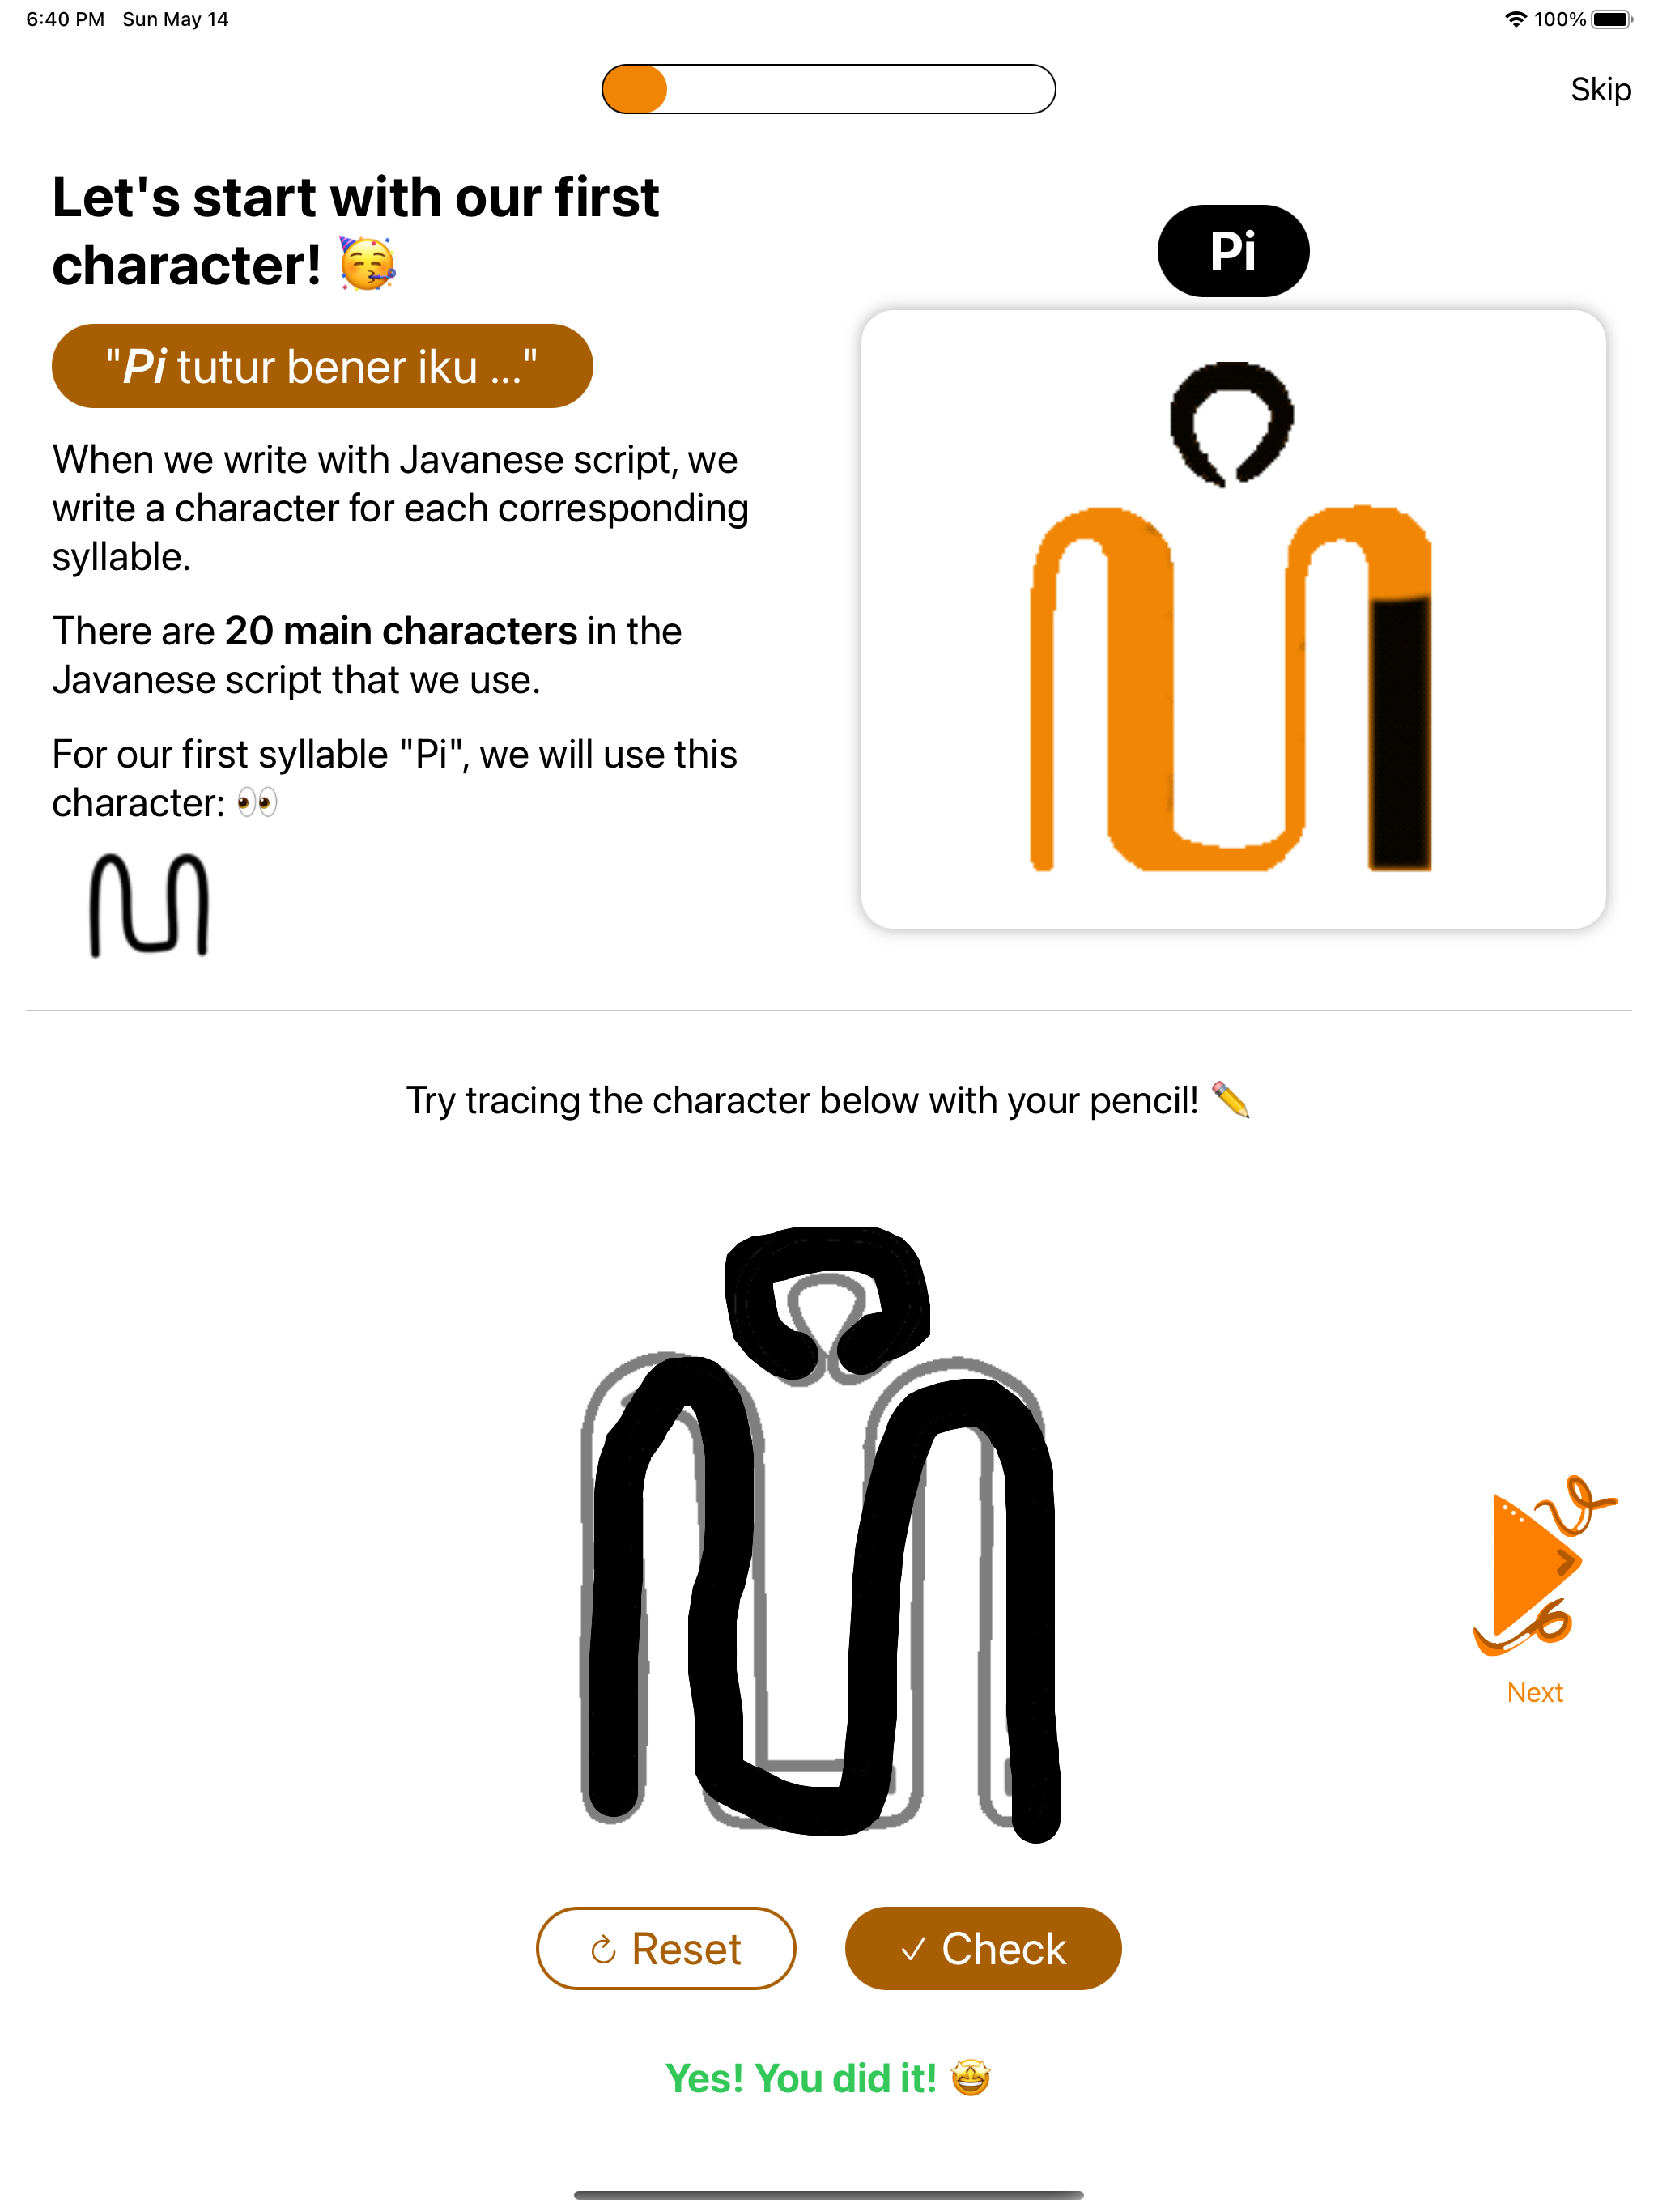 6:40 PM Sun May 14 100%
Skip
Let's start with our first
character! 🥳
"Pi tutur bener iku ..."
When we write with Javanese script, we
write a character for each corresponding
syllable.
There are 20 main characters in the
Javanese script that we use.
For our first syllable "Pi", we will use this
character: 👀
ꦥ
Pi
ꦥꦶ
Try tracing the character below with your pencil! ✏️
ꦥꦶ
Next
Reset
✓ Check
Yes! You did it! 🤩